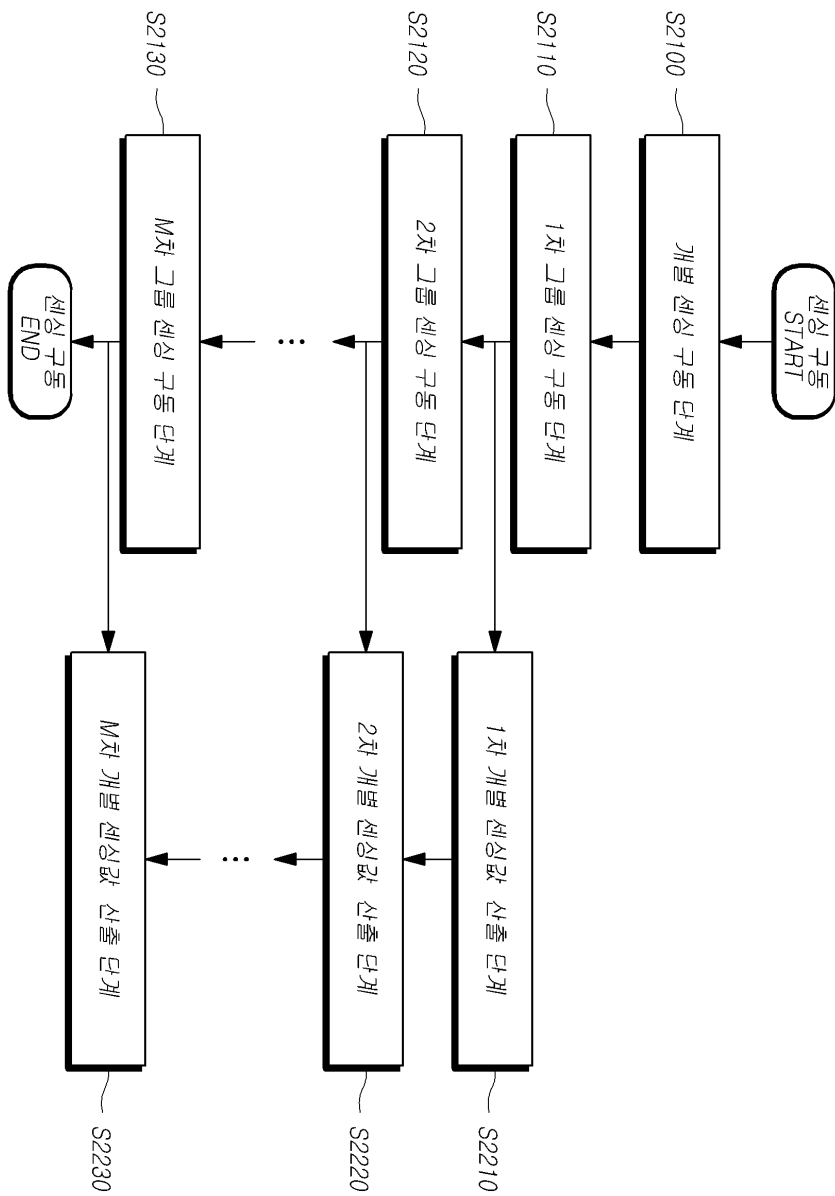 센싱 구동
START
S2100
개별 센싱 구동 단계
S2110
1차 그룹 센싱 구동 단계
S2210
1차 개별 센싱값 산출 단계
S2120
2차 그룹 센싱 구동 단계
S2220
2차 개별 센싱값 산출 단계
...
...
S2130
M차 그룹 센싱 구동 단계
S2230
M차 개별 센싱값 산출 단계
센싱 구동
END